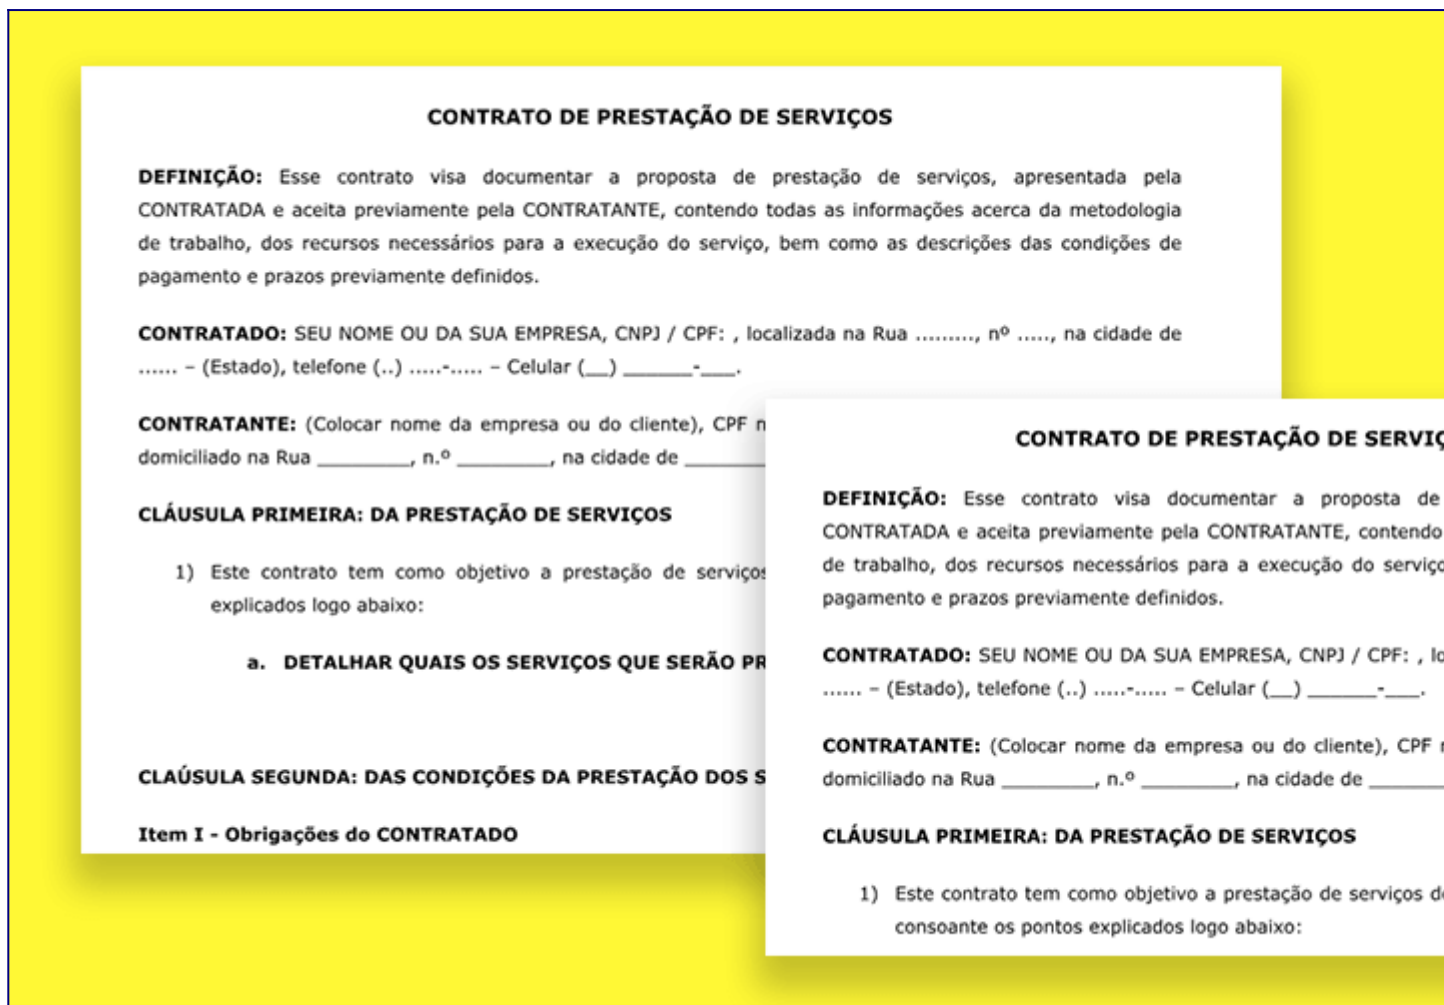 CONTRATO DE PRESTAÇÃO DE SERVIÇOS
DEFINIÇÃO: Esse contrato visa documentar a proposta de prestação de serviços, apresentada pela
CONTRATADA e aceita previamente pela CONTRATANTE, contendo todas as informações acerca da metodologia
de trabalho, dos recursos necessários para a execução do serviço, bem como as descrições das condições de
pagamento e prazos previamente definidos.
CONTRATADO: SEU NOME OU DA SUA EMPRESA, CNPJ / CPF: , localizada na Rua ........., nº ....., na cidade de
...... – (Estado), telefone (..) .....-..... – Celular (__) ______-___.
CONTRATANTE: (Colocar nome da empresa ou do cliente), CPF
domiciliado na Rua ________, n.º ________, na cidade de _______
CLÁUSULA PRIMEIRA: DA PRESTAÇÃO DE SERVIÇOS
1) Este contrato tem como objetivo a prestação de serviços
explicados logo abaixo:
a. DETALHAR QUAIS OS SERVIÇOS QUE SERÃO PR
CLAÚSULA SEGUNDA: DAS CONDIÇÕES DA PRESTAÇÃO DOS S
Item I - Obrigações do CONTRATADO
CONTRATO DE PRESTAÇÃO DE SERVIÇ
DEFINIÇÃO: Esse contrato visa documentar a proposta de
CONTRATADA e aceita previamente pela CONTRATANTE, contendo
de trabalho, dos recursos necessários para a execução do serviço
pagamento e prazos previamente definidos.
CONTRATADO: SEU NOME OU DA SUA EMPRESA, CNPJ / CPF: , lo
...... – (Estado), telefone (..) .....-..... – Celular (__) ______-___.
CONTRATANTE: (Colocar nome da empresa ou do cliente), CPF
domiciliado na Rua ________, n.º ________, na cidade de _______
CLÁUSULA PRIMEIRA: DA PRESTAÇÃO DE SERVIÇOS
1) Este contrato tem como objetivo a prestação de serviços d
consoante os pontos explicados logo abaixo: